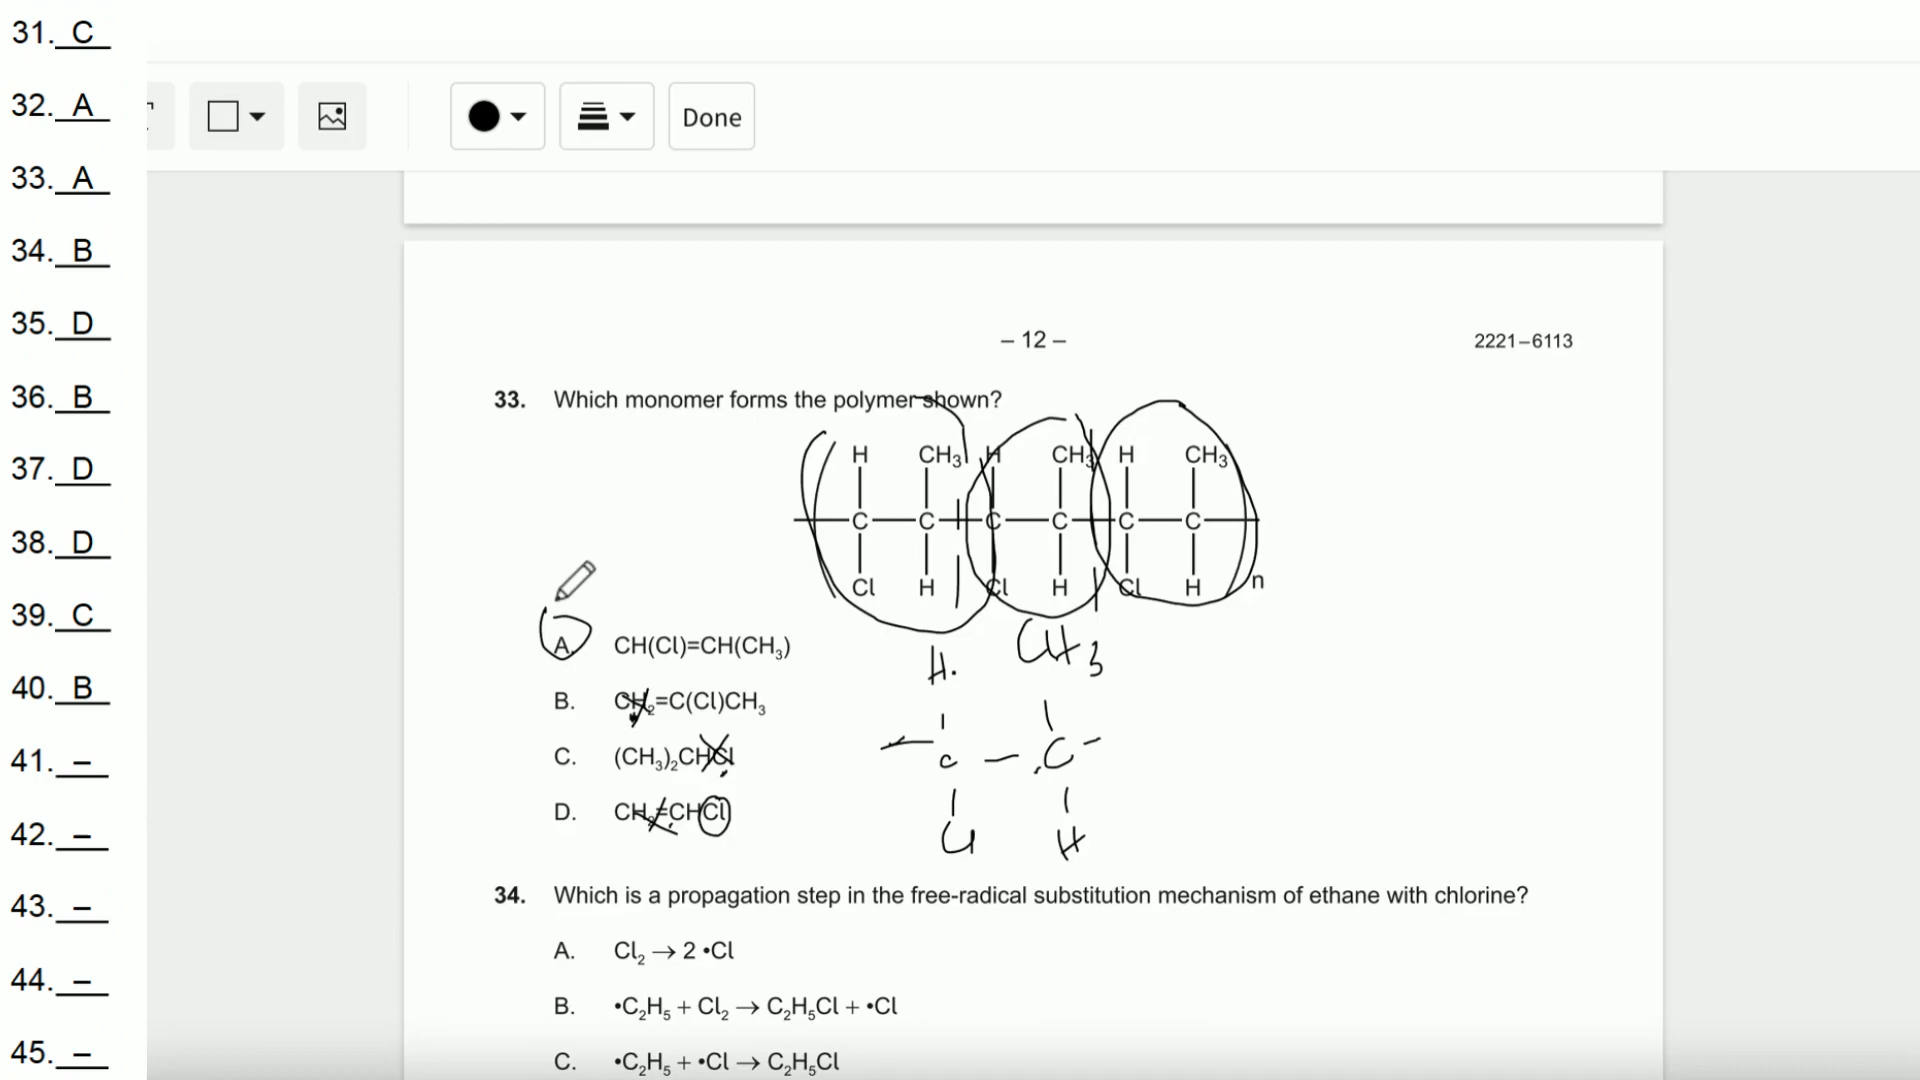 31. C
32. A
33. A
34. B
35. D
36. B
37. D
38. D
39. C
40. B
41. –
42. –
43. –
44. –
45. –
Done
– 12 –
2221–6113
33. Which monomer forms the polymer shown?
H CH₃ H CH₃ H CH₃
C C C C C C
Cl H Cl H Cl H n
A. CH(Cl)=CH(CH₃)
B. CH₂=C(Cl)CH₃
C. (CH₃)₂CHCl
D. CH₂=CHCl
H. CH3
– c – C –
Cl H
34. Which is a propagation step in the free-radical substitution mechanism of ethane with chlorine?
A. Cl₂ → 2 •Cl
B. •C₂H₅ + Cl₂ → C₂H₅Cl + •Cl
C. •C₂H₅ + •Cl → C₂H₅Cl